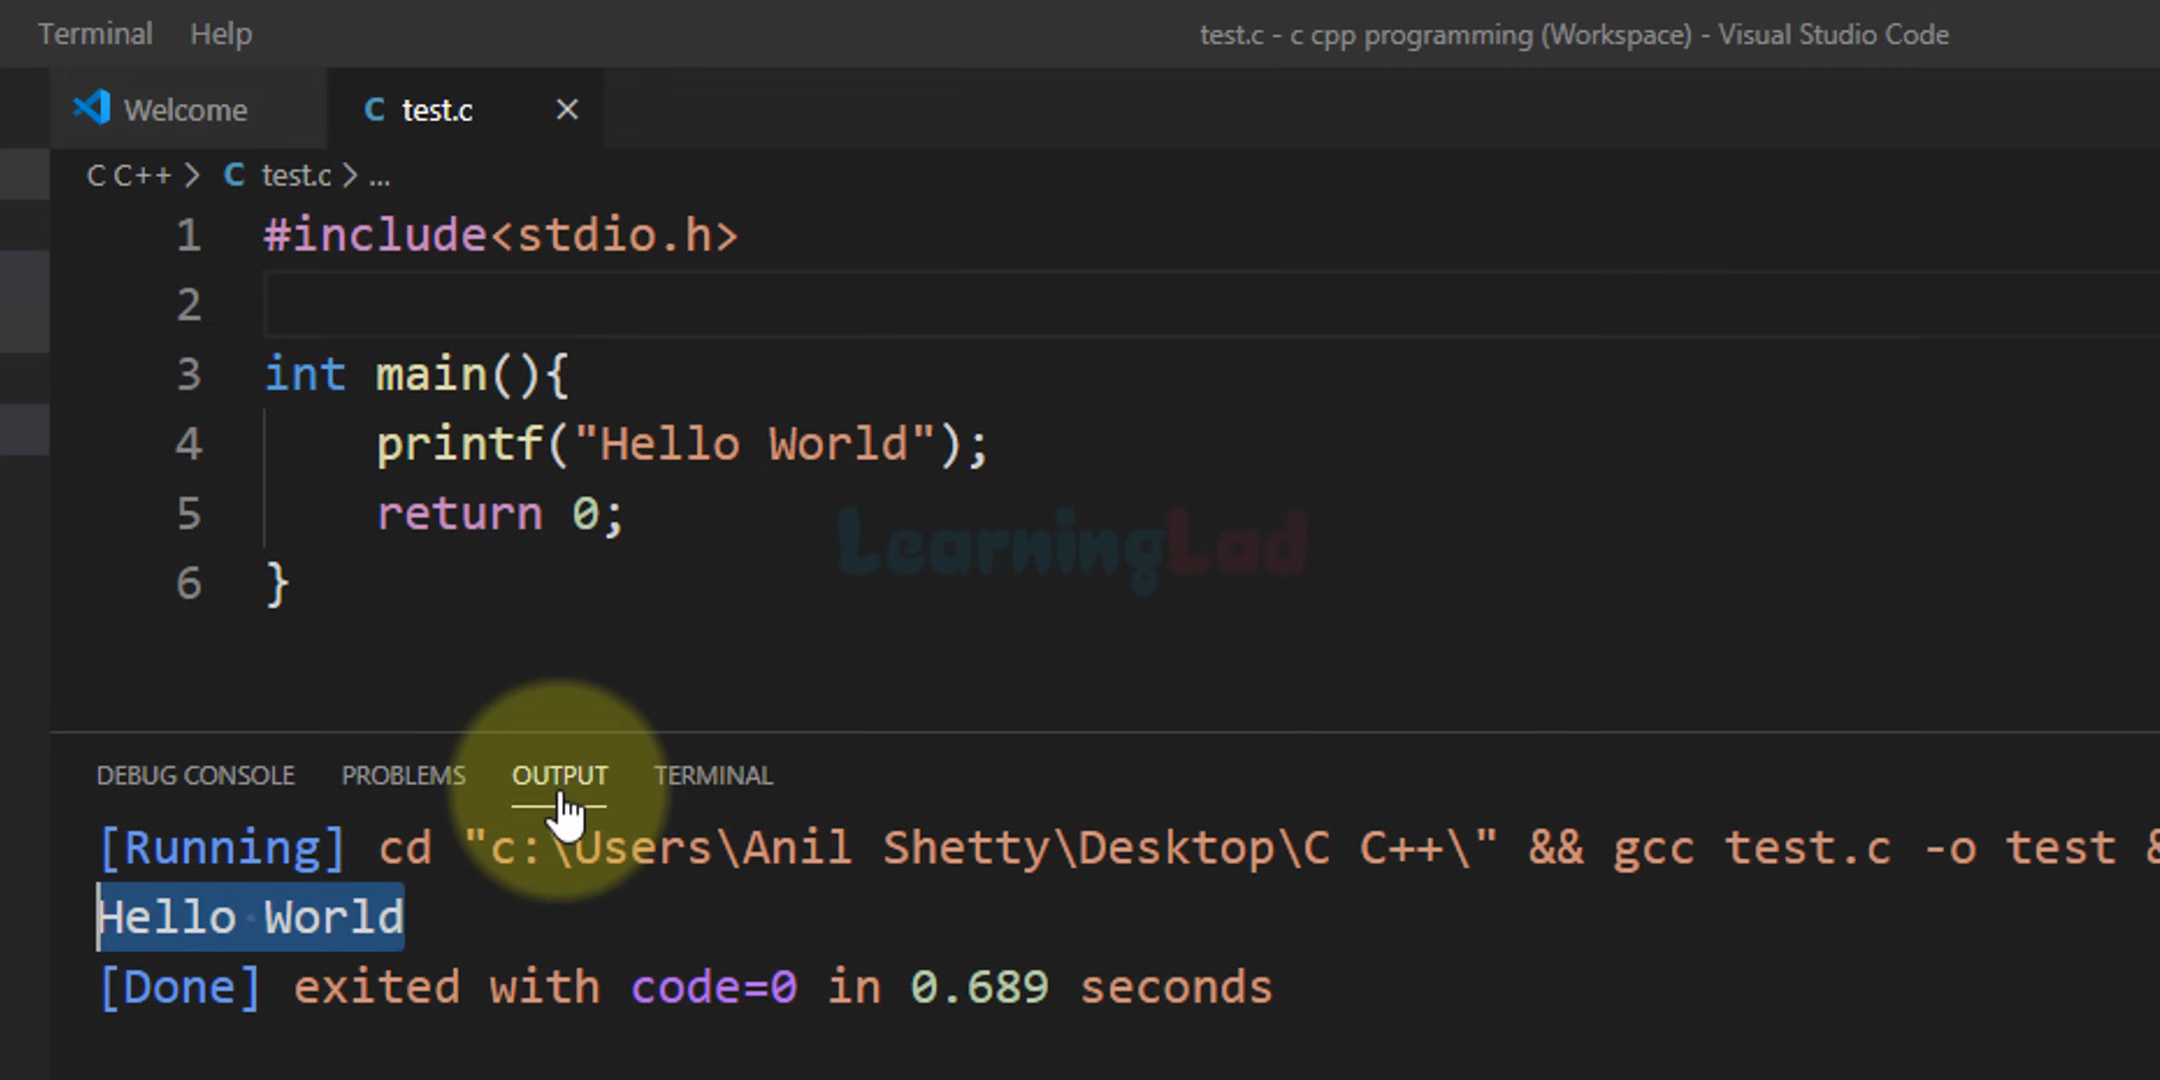 Terminal Help test.c - c cpp programming (Workspace) - Visual Studio Code
Welcome C test.c ×
C C++ > C test.c > ...
1 #include<stdio.h>
2
3 int main(){
4 printf("Hello World");
5 return 0;
6 }
LearningLad
DEBUG CONSOLE PROBLEMS OUTPUT TERMINAL
[Running] cd "c:\Users\Anil Shetty\Desktop\C C++\" && gcc test.c -o test &
Hello World
[Done] exited with code=0 in 0.689 seconds